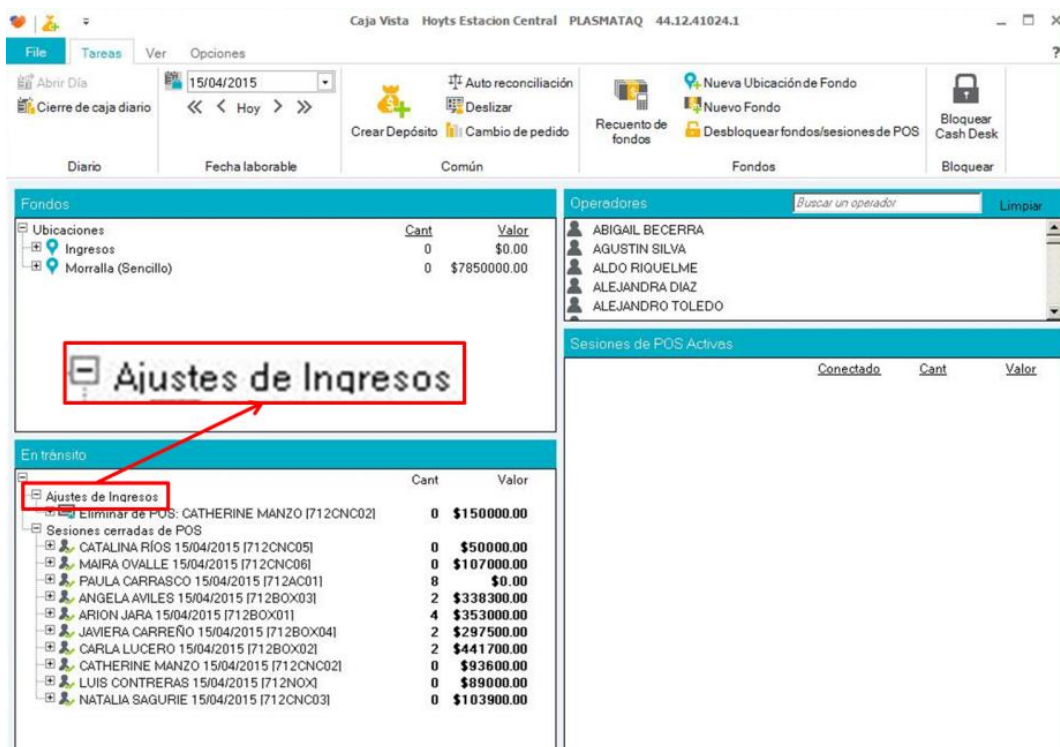 Caja Vista Hoyts Estacion Central PLASMATAQ 44.12.41024.1
File Tareas Ver Opciones ?
Abrir Día
Cierre de caja diario
Diario
15/04/2015
Hoy
Fecha laborable
Crear Depósito
Auto reconciliación
Deslizar
Cambio de pedido
Común
Recuento de
fondos
Nueva Ubicación de Fondo
Nuevo Fondo
Desbloquear fondos/sesiones de POS
Fondos
Bloquear
Cash Desk
Bloquear
Fondos
Ubicaciones Cant Valor
Ingresos 0 $0.00
Morralla (Sencillo) 0 $7850000.00
Ajustes de Ingresos
Operadores Buscar un operador Limpiar
ABIGAIL BECERRA
AGUSTIN SILVA
ALDO RIQUELME
ALEJANDRA DIAZ
ALEJANDRO TOLEDO
Sesiones de POS Activas
Conectado Cant Valor
En tránsito
Cant Valor
Ajustes de Ingresos
Eliminar de POS: CATHERINE MANZO [712CNC02] 0 $150000.00
Sesiones cerradas de POS
CATALINA RÍOS 15/04/2015 [712CNC05] 0 $50000.00
MAIRA OVALLE 15/04/2015 [712CNC06] 0 $107000.00
PAULA CARRASCO 15/04/2015 [712AC01] 8 $0.00
ANGELA AVILES 15/04/2015 [712BOX03] 2 $338300.00
ARION JARA 15/04/2015 [712BOX01] 4 $353000.00
JAVIERA CARREÑO 15/04/2015 [712BOX04] 2 $297500.00
CARLA LUCERO 15/04/2015 [712BOX02] 2 $441700.00
CATHERINE MANZO 15/04/2015 [712CNC02] 0 $93600.00
LUIS CONTRERAS 15/04/2015 [712NOX] 0 $89000.00
NATALIA SAGURIE 15/04/2015 [712CNC03] 0 $103900.00